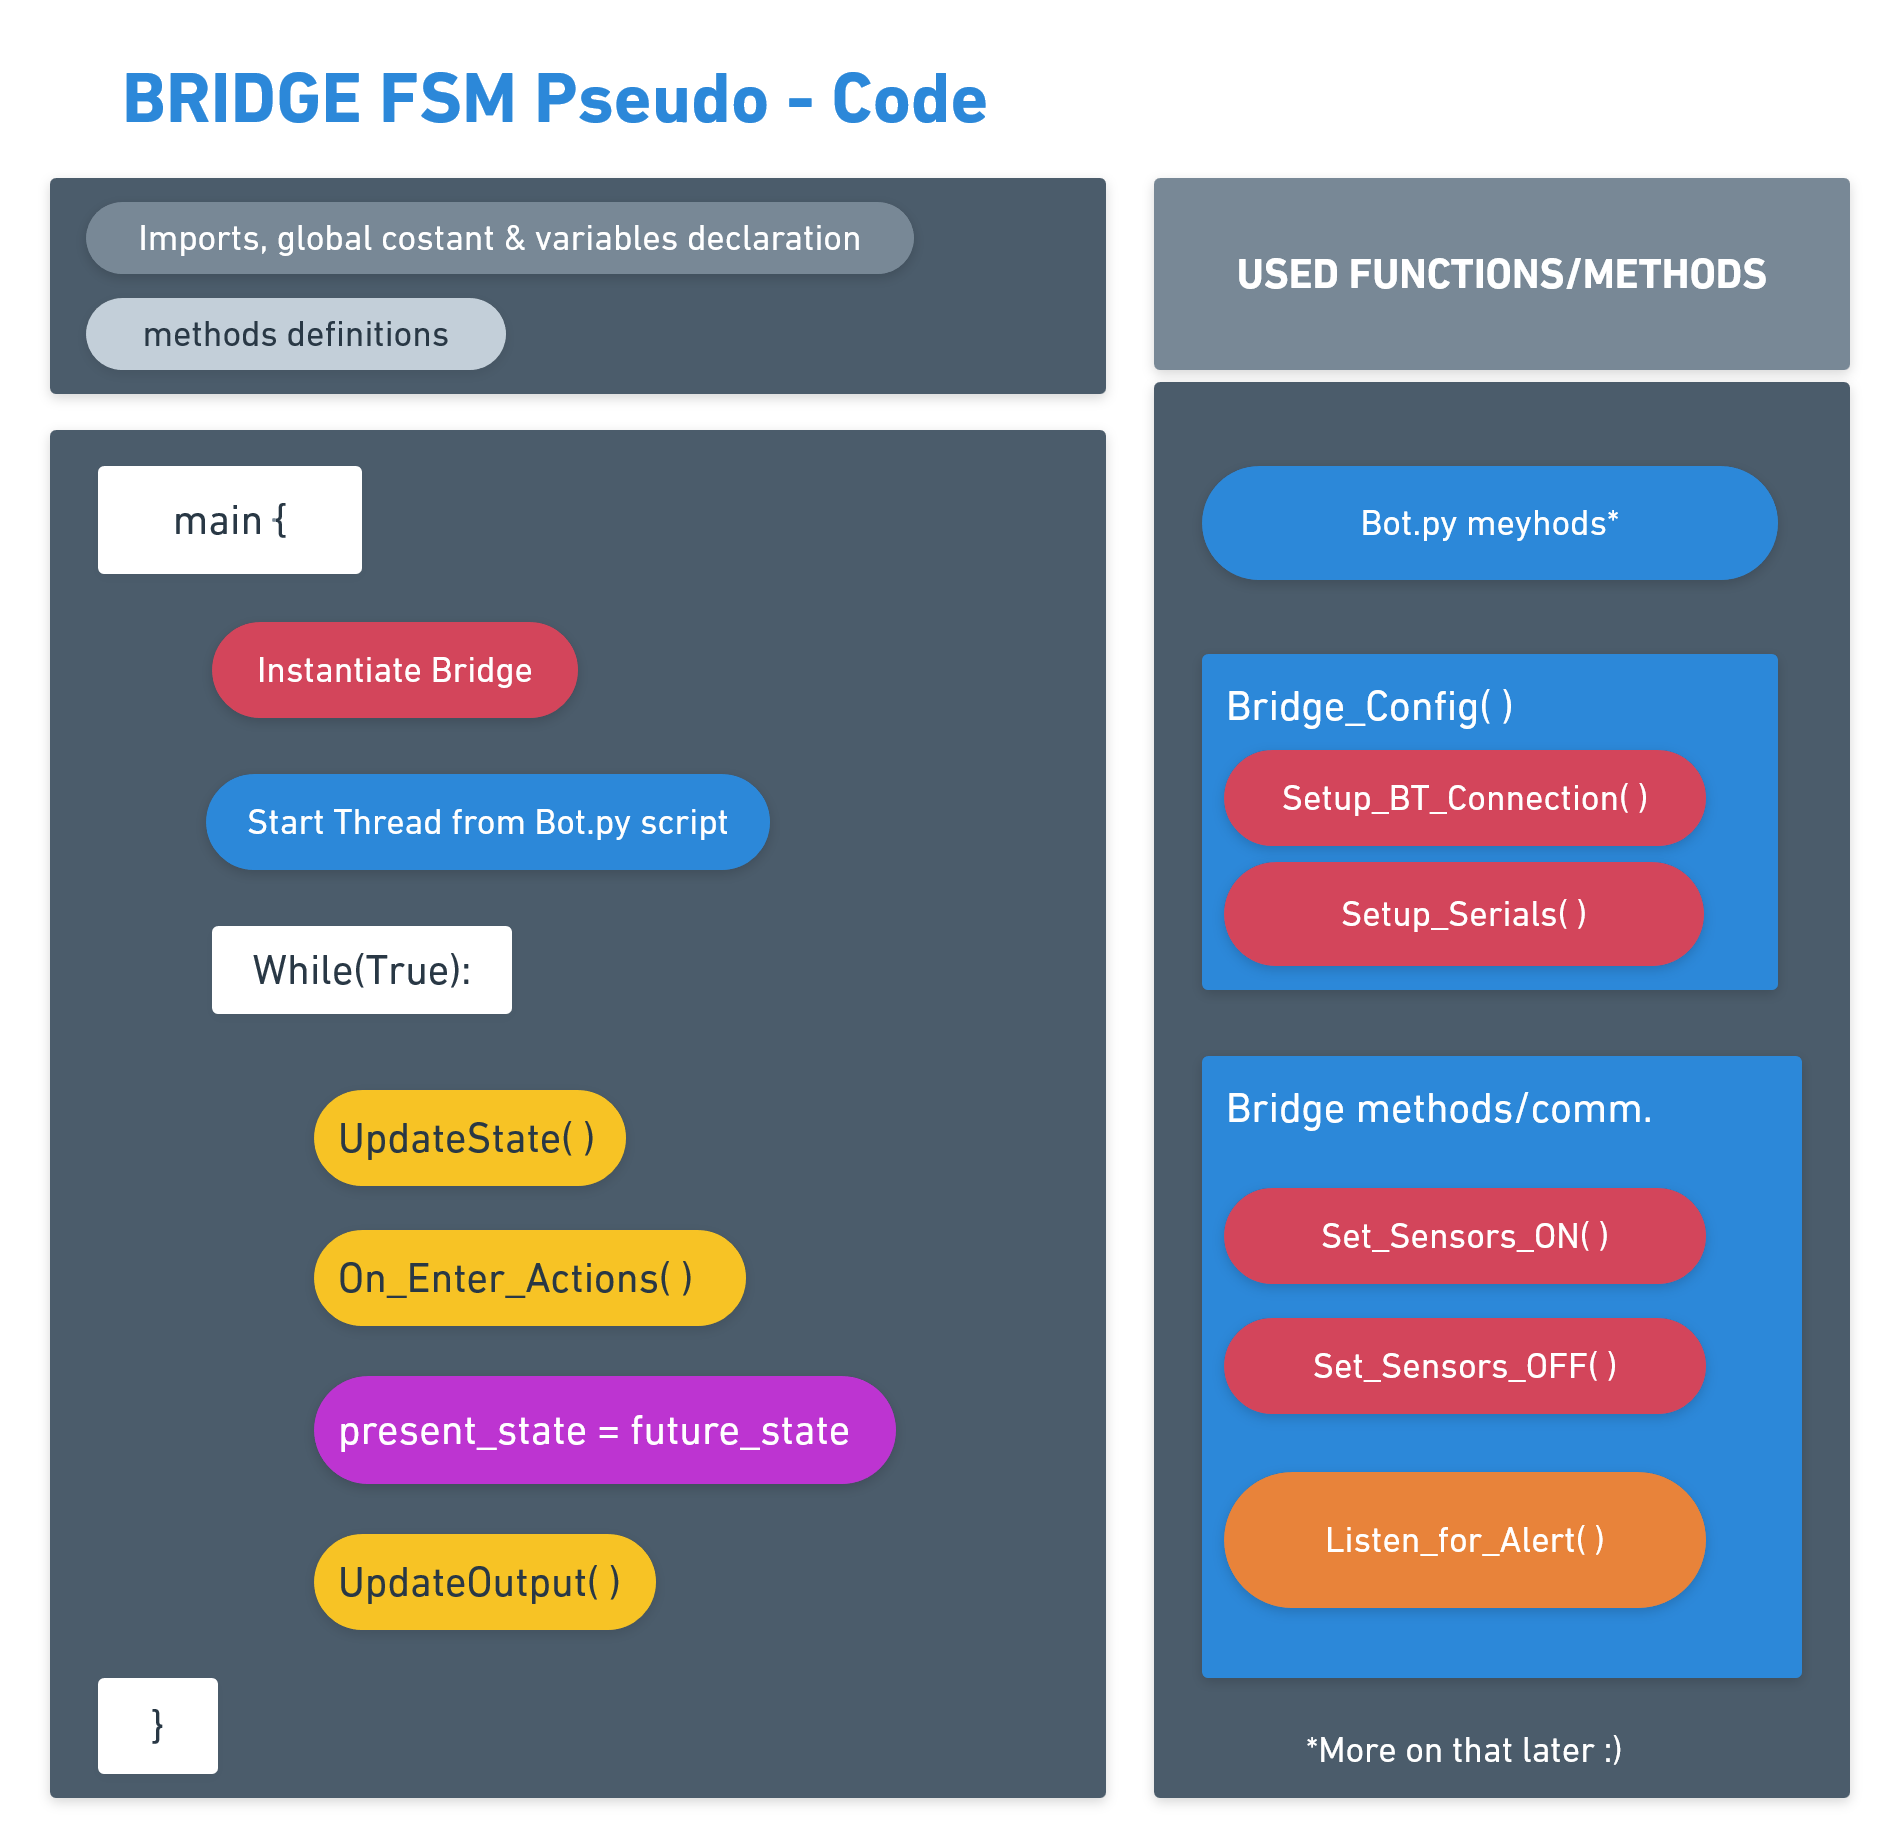 BRIDGE FSM Pseudo - Code
Imports, global costant & variables declaration
methods definitions
main {
Instantiate Bridge
Start Thread from Bot.py script
While(True):
UpdateState( )
On_Enter_Actions( )
present_state = future_state
UpdateOutput( )
}
USED FUNCTIONS/METHODS
Bot.py meyhods*
Bridge_Config( )
Setup_BT_Connection( )
Setup_Serials( )
Bridge methods/comm.
Set_Sensors_ON( )
Set_Sensors_OFF( )
Listen_for_Alert( )
*More on that later :)